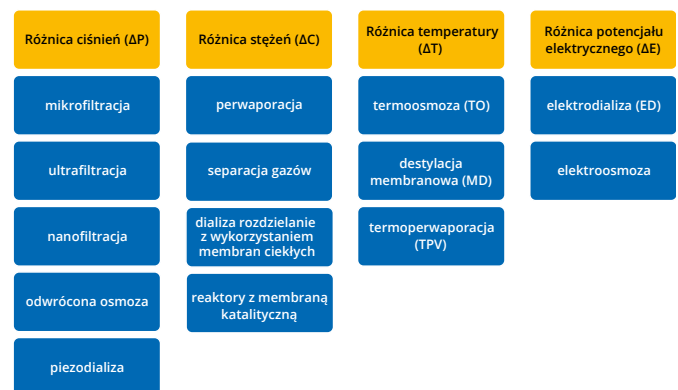 Różnica ciśnień (ΔP)
mikrofiltracja
ultrafiltracja
nanofiltracja
odwrócona osmoza
piezodializa
Różnica stężeń (ΔC)
perwaporacja
separacja gazów
dializa rozdzielanie
z wykorzystaniem
membran ciekłych
reaktory z membraną
katalityczną
Różnica temperatury
(ΔT)
termoosmoza (TO)
destylacja
membranowa (MD)
termoperwaporacja
(TPV)
Różnica potencjału
elektrycznego (ΔE)
elektrodializa (ED)
elektroosmoza